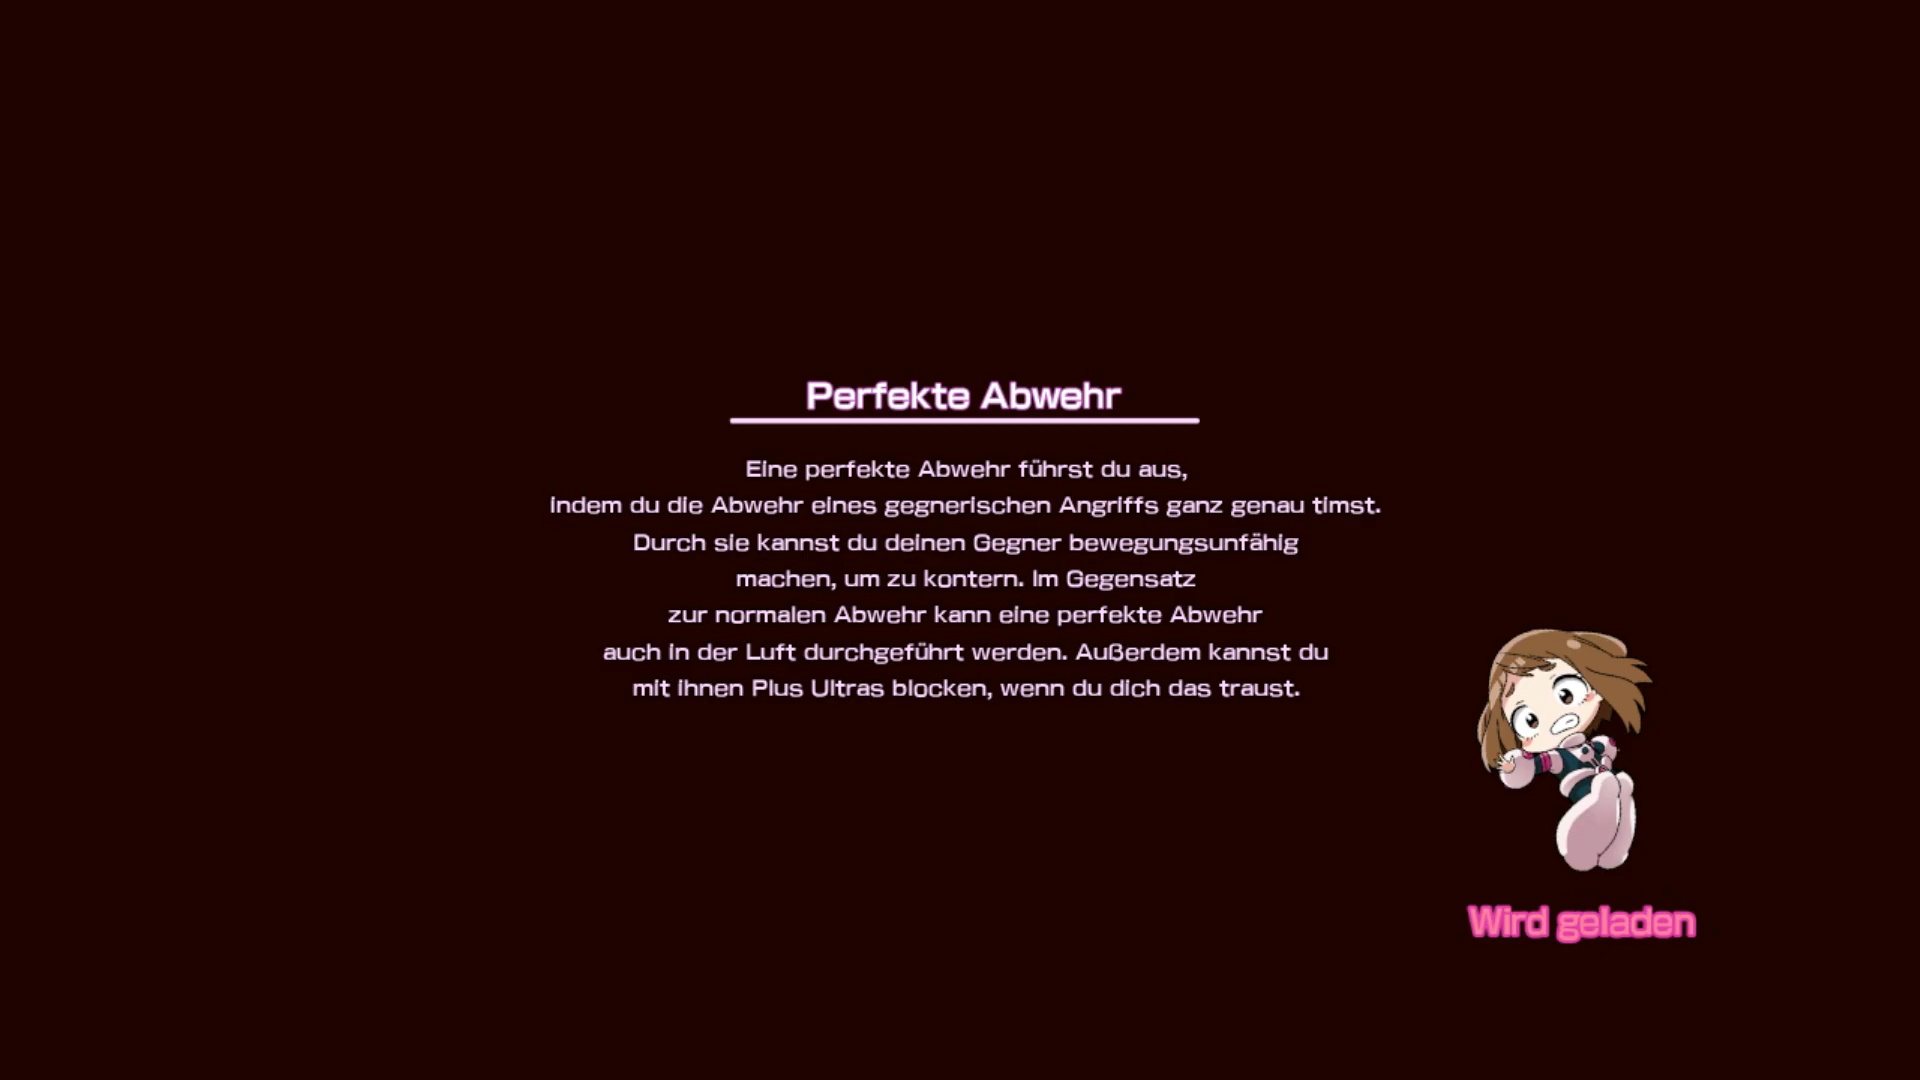 Perfekte Abwehr
Eine perfekte Abwehr führst du aus,
indem du die Abwehr eines gegnerischen Angriffs ganz genau timst.
Durch sie kannst du deinen Gegner bewegungsunfähig
machen, um zu kontern. Im Gegensatz
zur normalen Abwehr kann eine perfekte Abwehr
auch in der Luft durchgeführt werden. Außerdem kannst du
mit ihnen Plus Ultras blocken, wenn du dich das traust.
Wird geladen